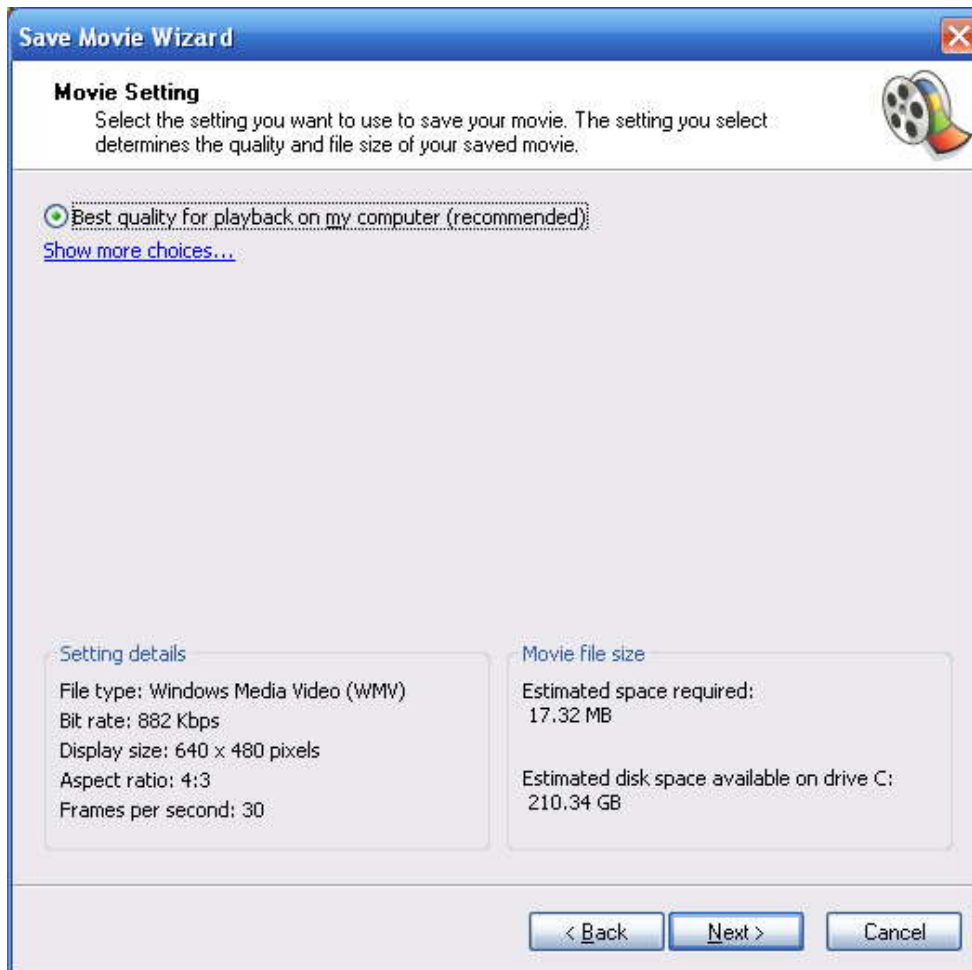 Save Movie Wizard
Movie Setting
Select the setting you want to use to save your movie. The setting you select
determines the quality and file size of your saved movie.
Best quality for playback on my computer (recommended)
Show more choices...
Setting details
File type: Windows Media Video (WMV)
Bit rate: 882 Kbps
Display size: 640 x 480 pixels
Aspect ratio: 4:3
Frames per second: 30
Movie file size
Estimated space required:
17.32 MB
Estimated disk space available on drive C:
210.34 GB
< Back
Next >
Cancel